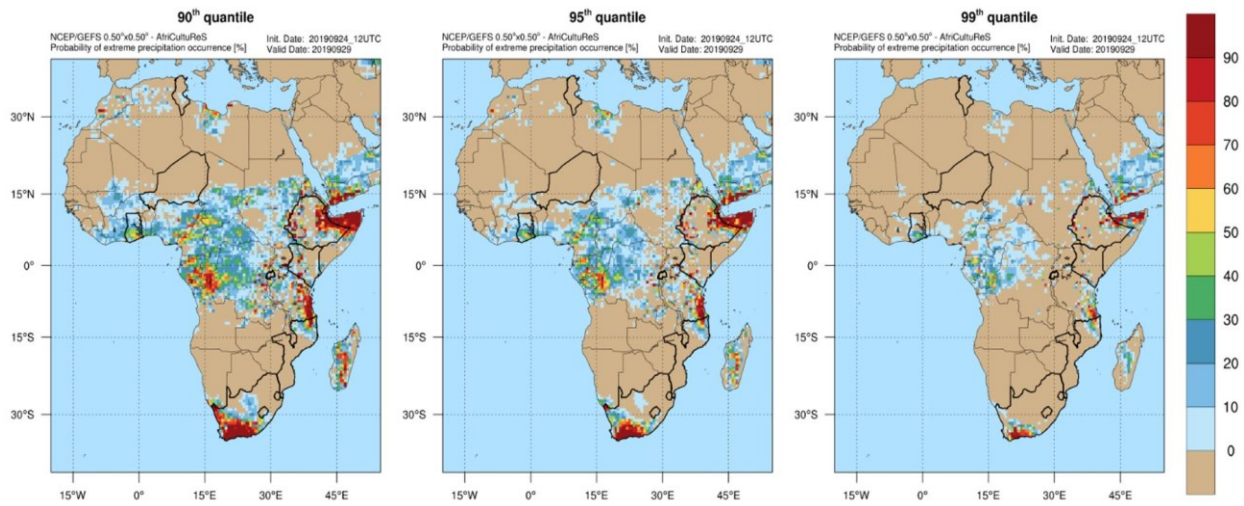 90th quantile
NCEP/GEFS 0.50°x0.50° - AfriCultuReS Init. Date: 20190924_12UTC
Probability of extreme precipitation occurrence [%] Valid Date: 20190929
95th quantile
NCEP/GEFS 0.50°x0.50° - AfriCultuReS Init. Date: 20190924_12UTC
Probability of extreme precipitation occurrence [%] Valid Date: 20190929
99th quantile
NCEP/GEFS 0.50°x0.50° - AfriCultuReS Init. Date: 20190924_12UTC
Probability of extreme precipitation occurrence [%] Valid Date: 20190929
30°N
15°N
0°
15°S
30°S
15°W 0° 15°E 30°E 45°E
30°N
15°N
0°
15°S
30°S
15°W 0° 15°E 30°E 45°E
30°N
15°N
0°
15°S
30°S
15°W 0° 15°E 30°E 45°E
90
80
70
60
50
40
30
20
10
0